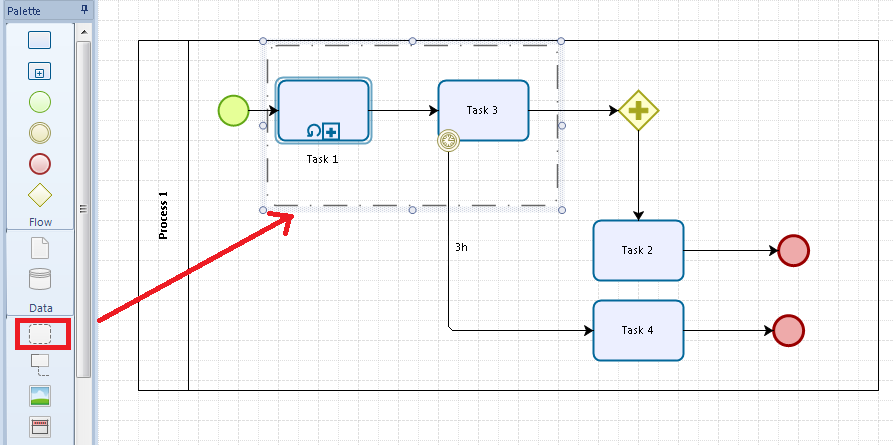 Palette
Flow
Data
Process 1
Task 1
Task 3
3h
Task 2
Task 4